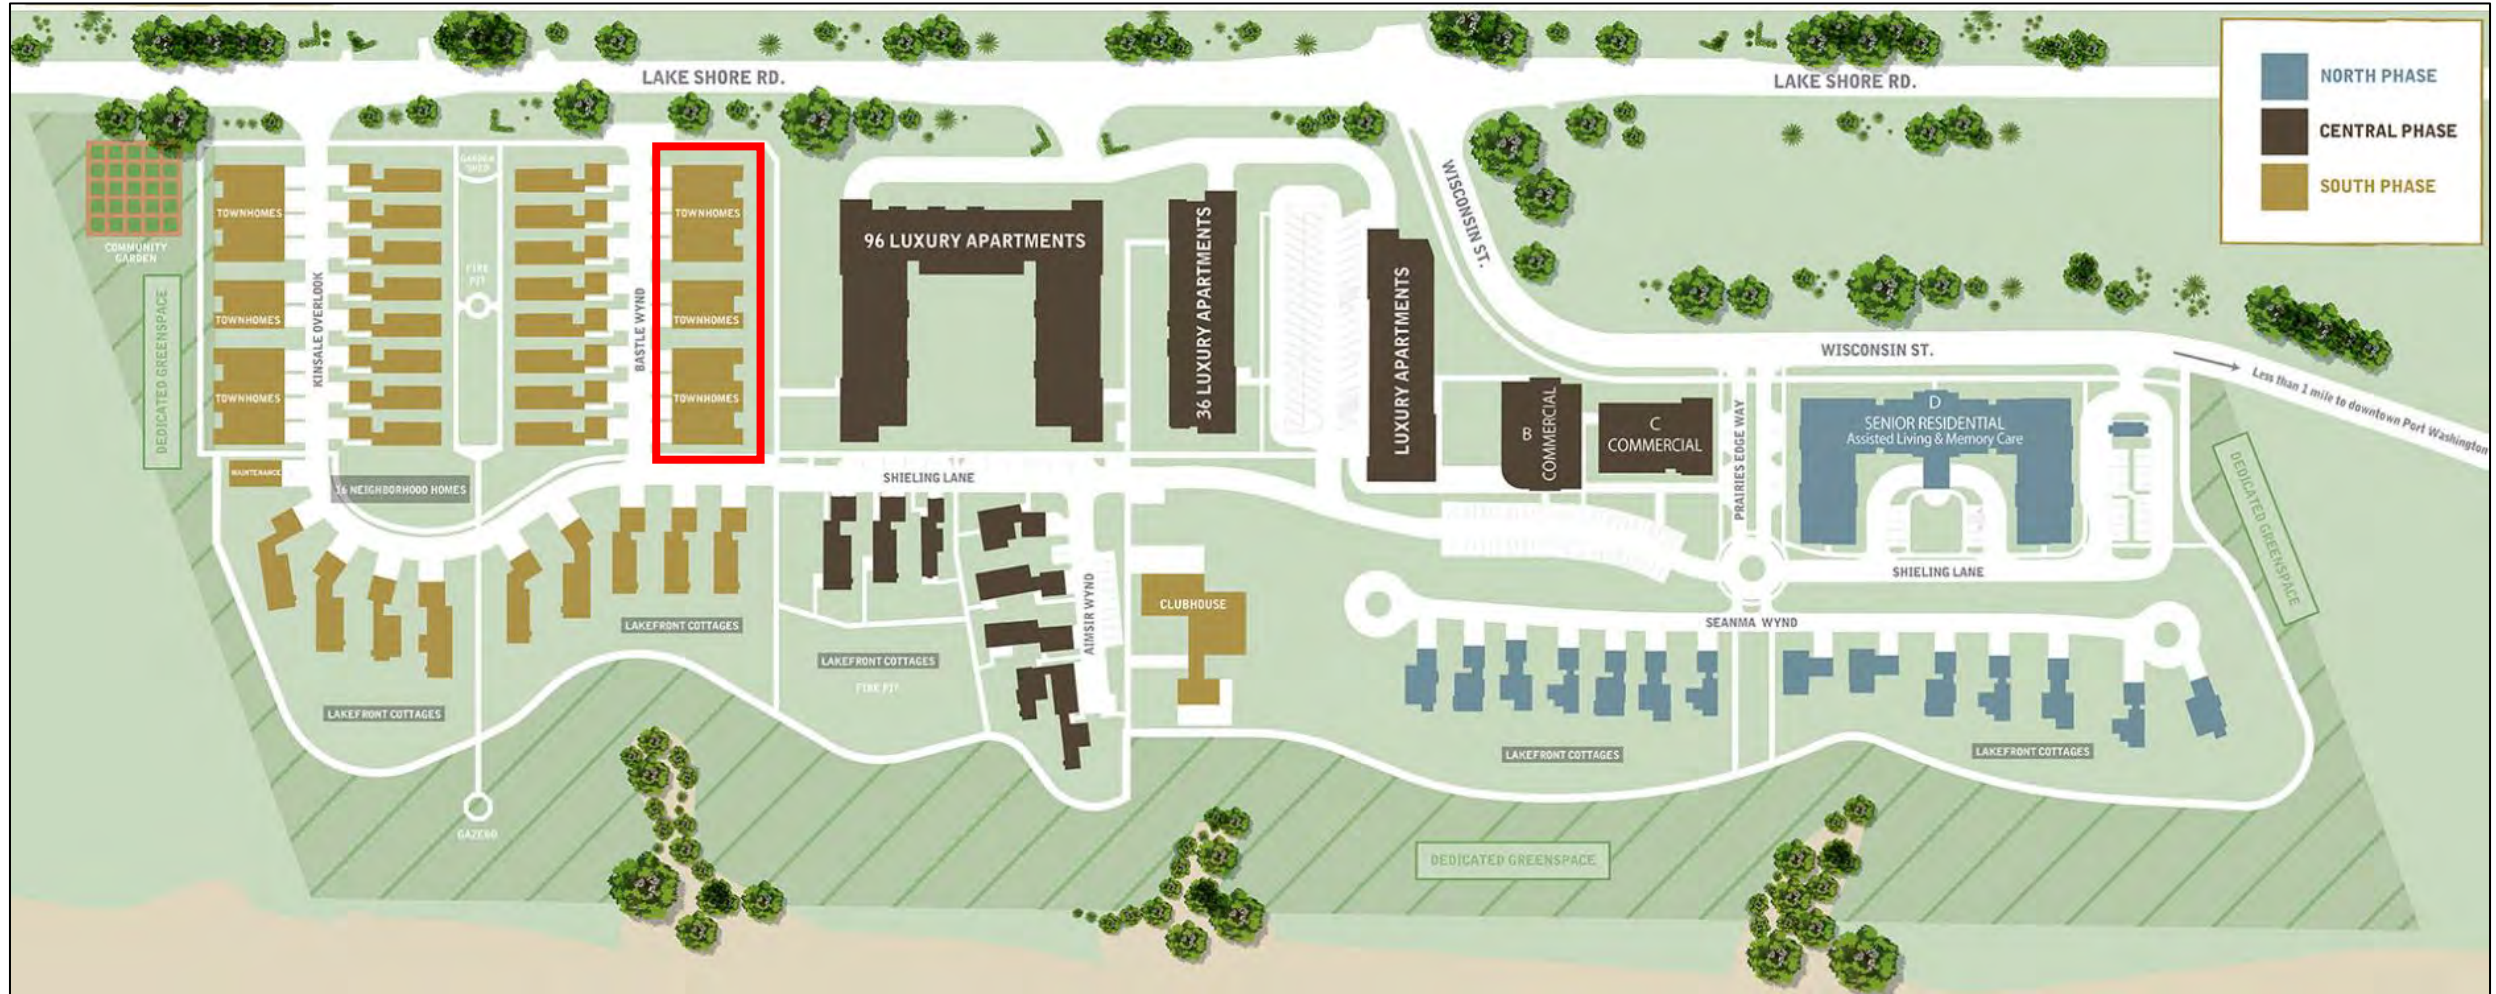 LAKE SHORE RD.
LAKE SHORE RD.
NORTH PHASE
CENTRAL PHASE
SOUTH PHASE
GARDEN
SHED
COMMUNITY
GARDEN
DEDICATED GREENSPACE
TOWNHOMES
TOWNHOMES
TOWNHOMES
KINSALE OVERLOOK
FIRE
PIT
BASTLE WYND
TOWNHOMES
TOWNHOMES
TOWNHOMES
96 LUXURY APARTMENTS
36 LUXURY APARTMENTS
LUXURY APARTMENTS
WISCONSIN ST.
WISCONSIN ST.
Less than 1 mile to downtown Port Washington
B
COMMERCIAL
C
COMMERCIAL
PRAIRIES EDGE WAY
D
SENIOR RESIDENTIAL
Assisted Living & Memory Care
DEDICATED GREENSPACE
MAINTENANCE
16 NEIGHBORHOOD HOMES
SHIELING LANE
SHIELING LANE
LAKEFRONT COTTAGES
LAKEFRONT COTTAGES
LAKEFRONT COTTAGES
FIRE PIT
AIMSIR WYND
CLUBHOUSE
SEANMA WYND
LAKEFRONT COTTAGES
LAKEFRONT COTTAGES
GAZEBO
DEDICATED GREENSPACE